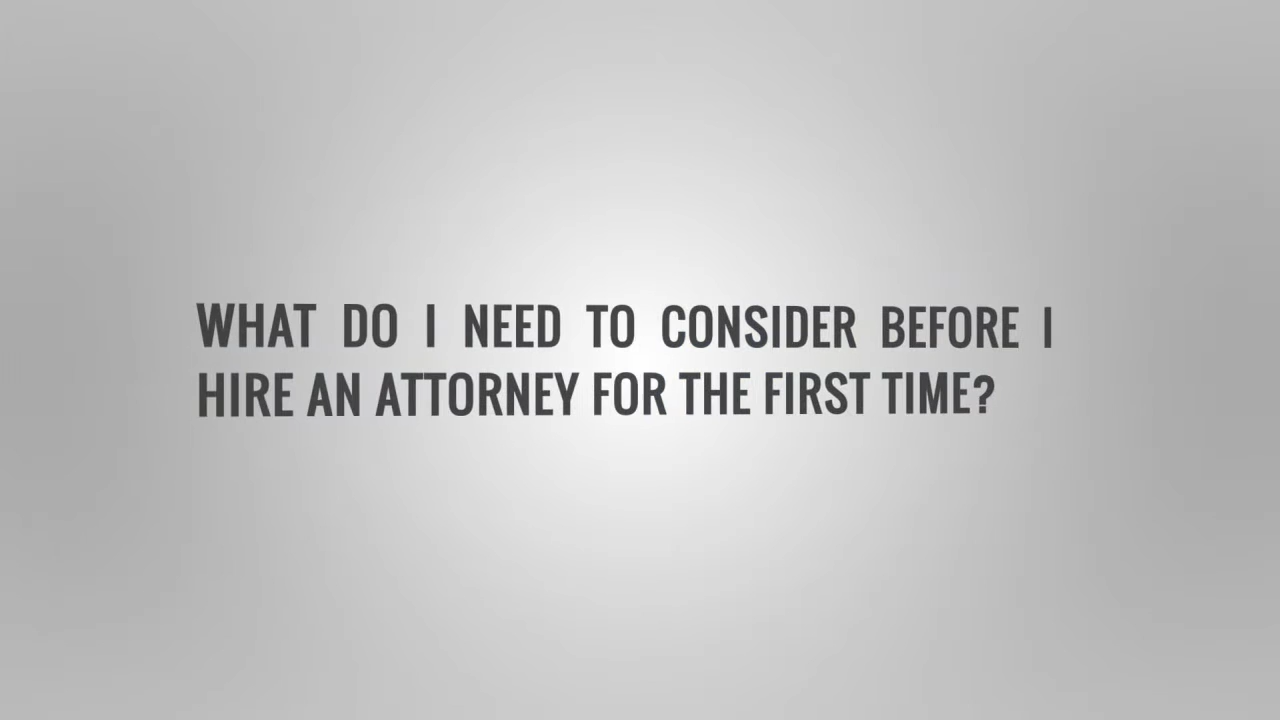 WHAT DO I NEED TO CONSIDER BEFORE I
HIRE AN ATTORNEY FOR THE FIRST TIME?